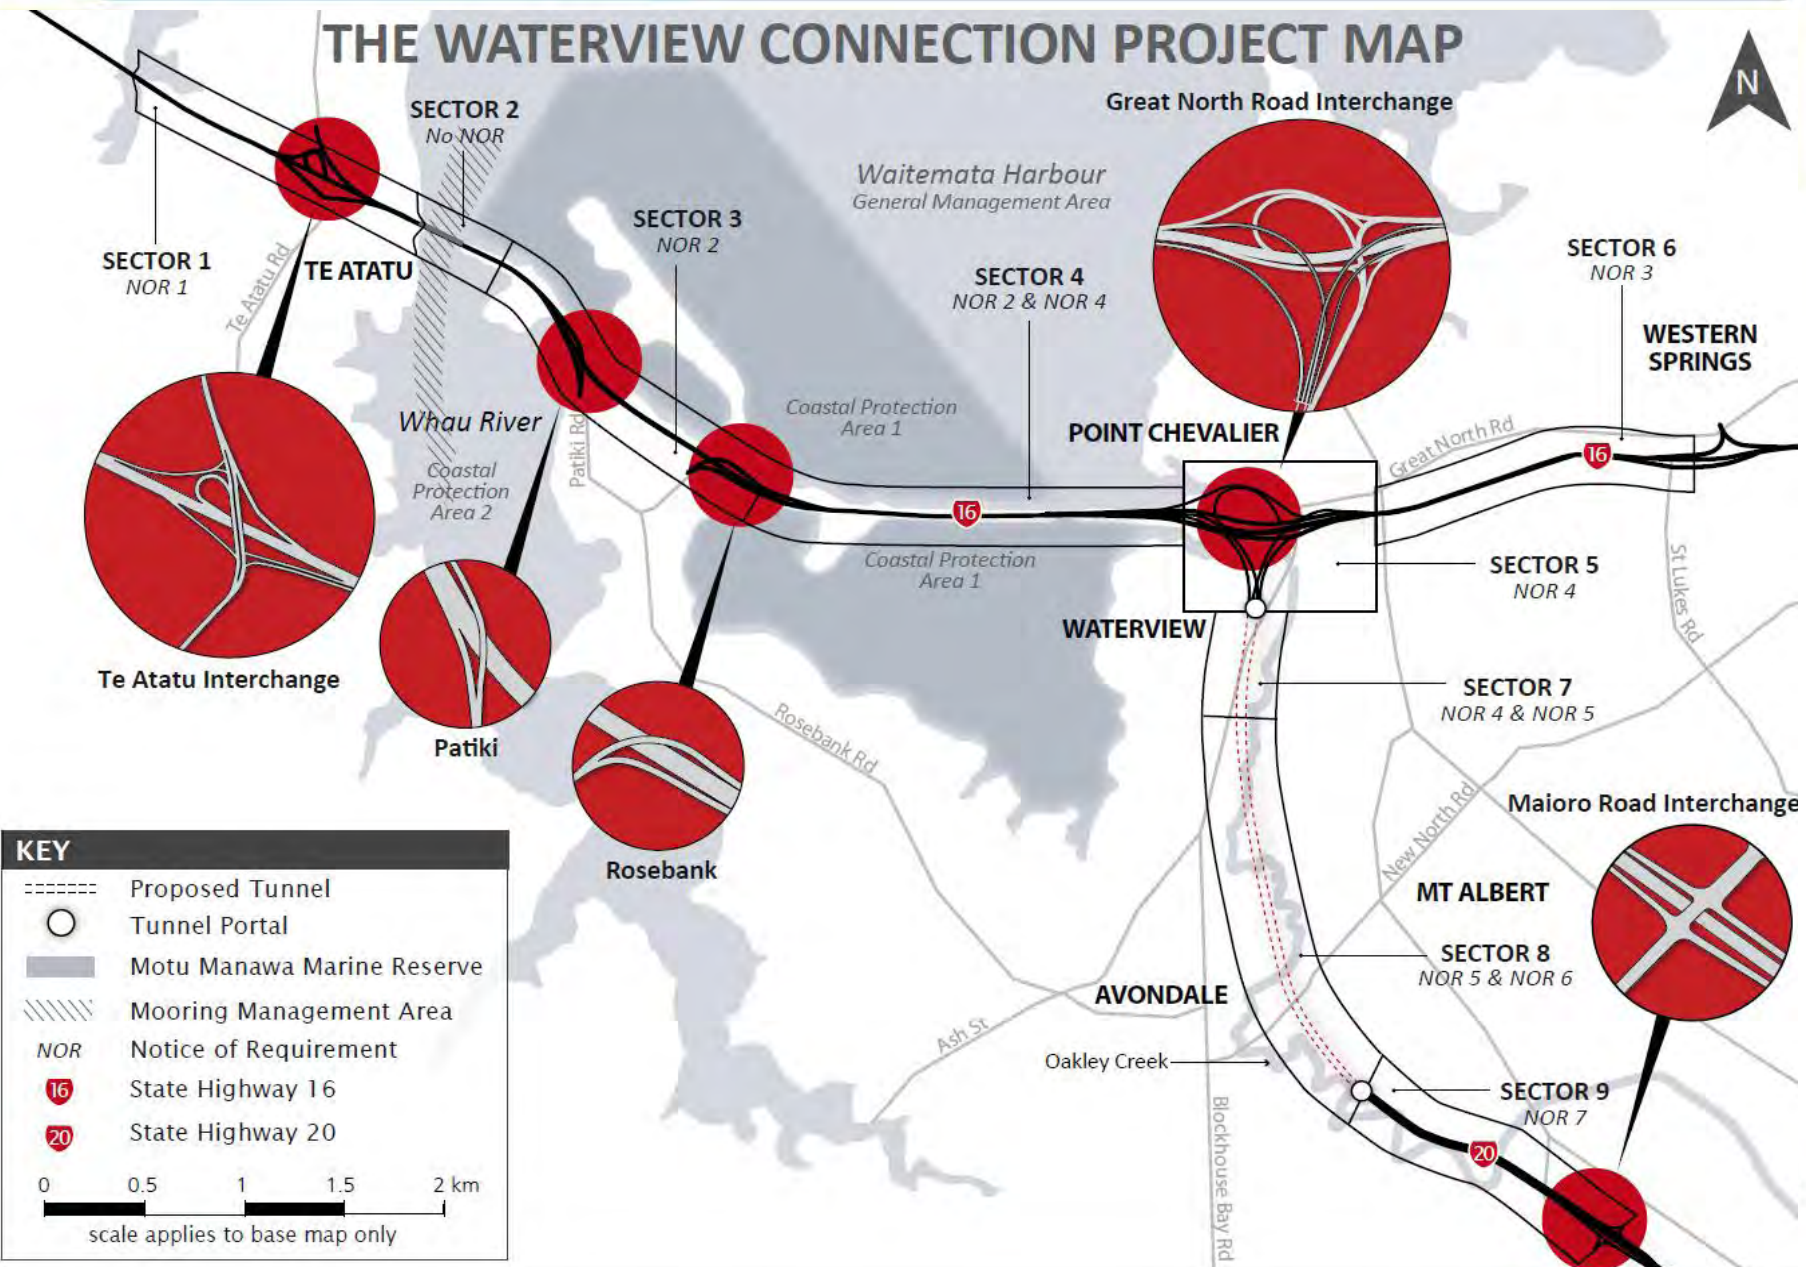 THE WATERVIEW CONNECTION PROJECT MAP
N
Great North Road Interchange
SECTOR 2
No NOR
Waitemata Harbour
General Management Area
SECTOR 3
NOR 2
SECTOR 1
NOR 1
Te Atatu Rd
TE ATATU
SECTOR 4
NOR 2 & NOR 4
SECTOR 6
NOR 3
WESTERN
SPRINGS
Whau River
Patiki Rd
Coastal Protection
Area 1
POINT CHEVALIER
Great North Rd
16
Coastal
Protection
Area 2
16
Coastal Protection
Area 1
SECTOR 5
NOR 4
St Lukes Rd
WATERVIEW
Te Atatu Interchange
Patiki
Rosebank Rd
SECTOR 7
NOR 4 & NOR 5
Rosebank
New North Rd
Maioro Road Interchange
MT ALBERT
SECTOR 8
NOR 5 & NOR 6
AVONDALE
Ash St
Oakley Creek
Blockhouse Bay Rd
SECTOR 9
NOR 7
20
KEY
Proposed Tunnel
Tunnel Portal
Motu Manawa Marine Reserve
Mooring Management Area
NOR Notice of Requirement
16 State Highway 16
20 State Highway 20
0 0.5 1 1.5 2 km
scale applies to base map only